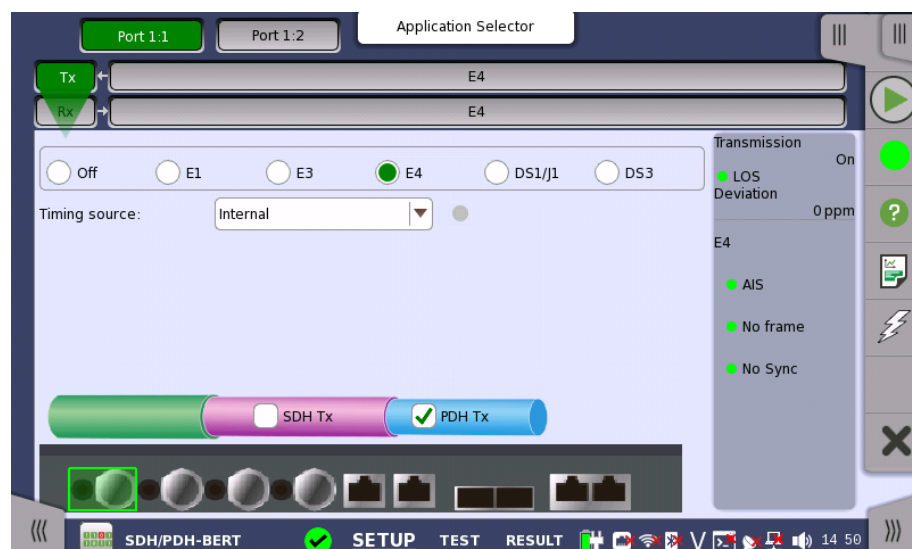 Port 1:1
Port 1:2
Application Selector
Tx
E4
Rx
E4
Off
E1
E3
E4
DS1/J1
DS3
Timing source:
Internal
Transmission
On
LOS
Deviation
0 ppm
E4
AIS
No frame
No Sync
SDH Tx
PDH Tx
SDH/PDH-BERT
SETUP
TEST
RESULT
14 50